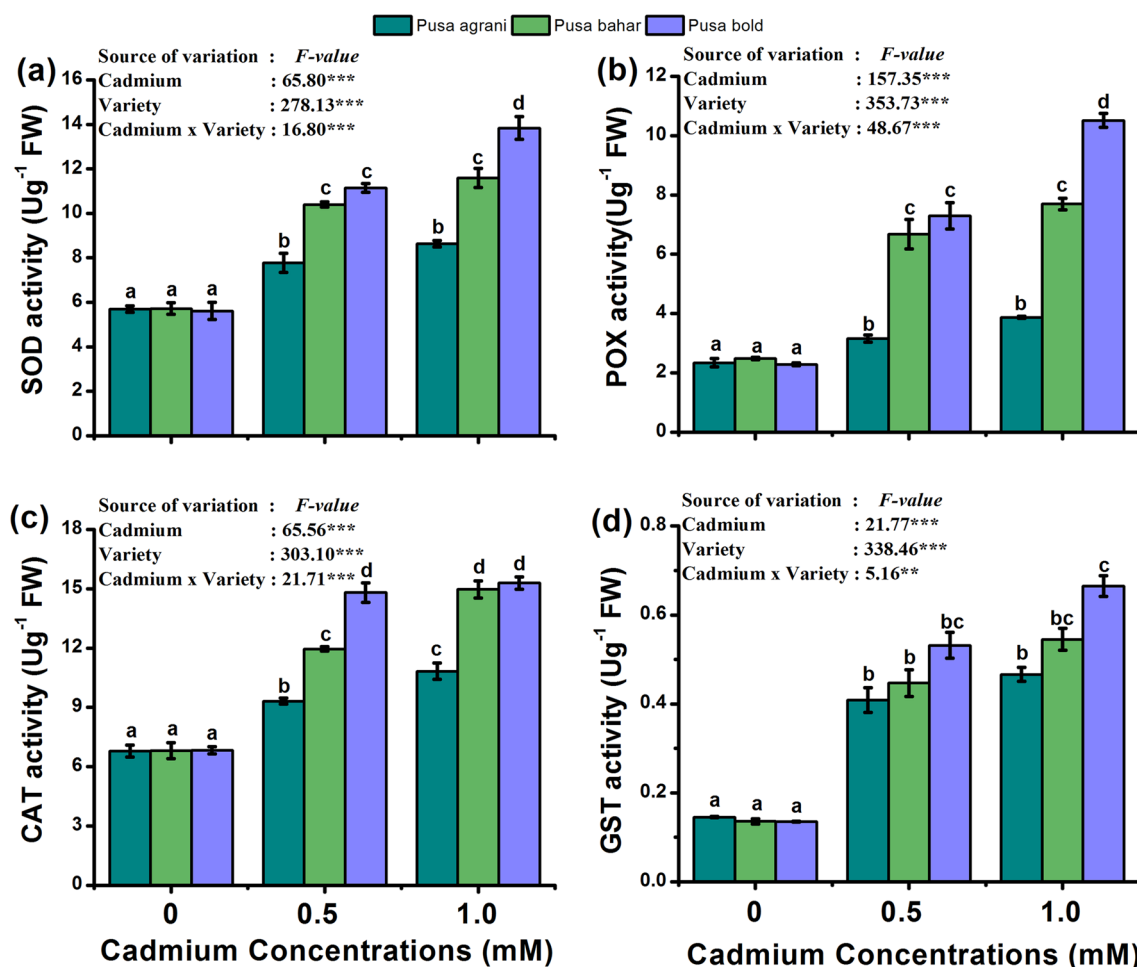 Pusa agrani Pusa bahar Pusa bold
(a)
Source of variation : F-value
Cadmium : 65.80***
Variety : 278.13***
Cadmium x Variety : 16.80***
SOD activity (Ug-1 FW)
16
14
12
10
8
6
4
2
0
a a a
b c c
b c d
(b)
Source of variation : F-value
Cadmium : 157.35***
Variety : 353.73***
Cadmium x Variety : 48.67***
POX activity(Ug-1 FW)
12
10
8
6
4
2
0
a a a
b c c
b c d
(c)
Source of variation : F-value
Cadmium : 65.56***
Variety : 303.10***
Cadmium x Variety : 21.71***
CAT activity (Ug-1 FW)
18
15
12
9
6
3
0
a a a
b c d
c d d
0 0.5 1.0
Cadmium Concentrations (mM)
(d)
Source of variation : F-value
Cadmium : 21.77***
Variety : 338.46***
Cadmium x Variety : 5.16**
GST activity (Ug-1 FW)
0.8
0.6
0.4
0.2
0.0
a a a
b b bc
b bc c
0 0.5 1.0
Cadmium Concentrations (mM)